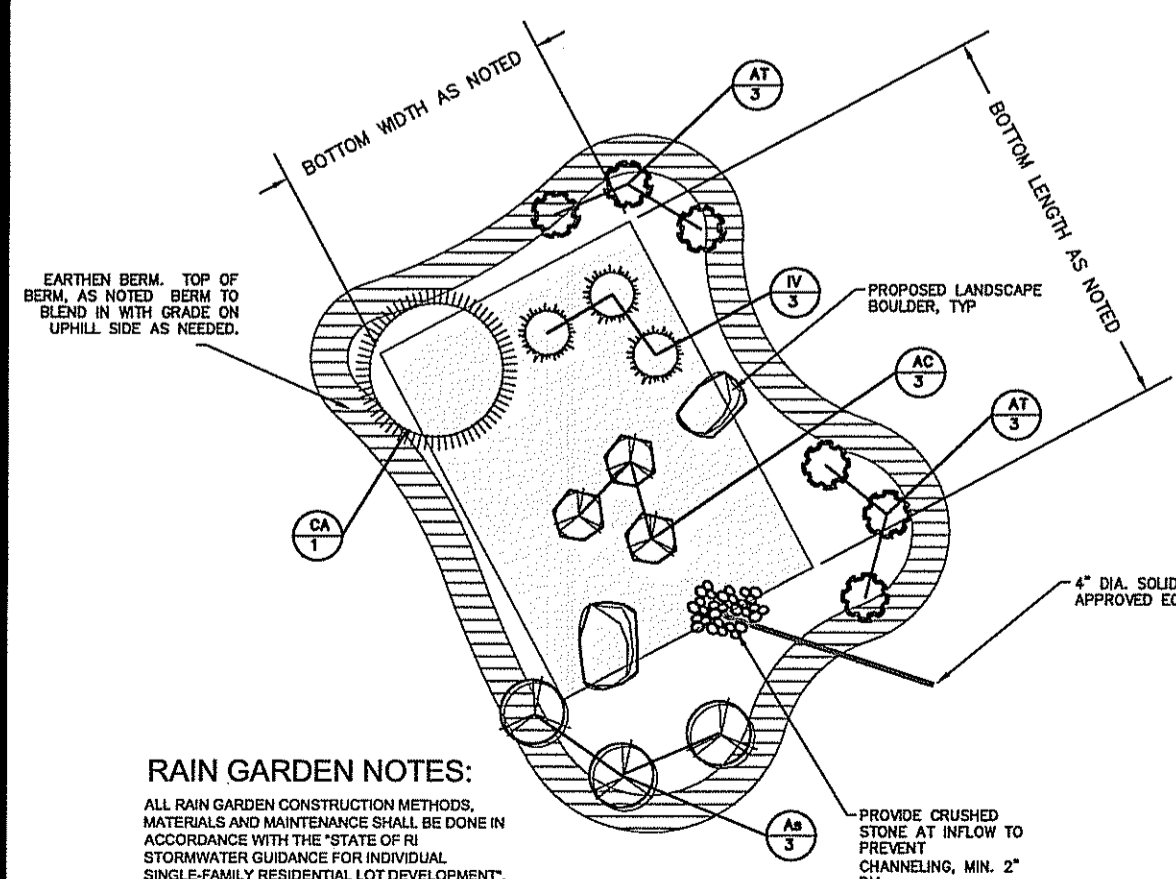 BOTTOM WIDTH AS NOTED
AT
3
BOTTOM LENGTH AS NOTED
EARTHEN BERM. TOP OF
BERM, AS NOTED BERM TO
BLEND IN WITH GRADE ON
UPHILL SIDE AS NEEDED.
IV
3
PROPOSED LANDSCAPE
BOULDER, TYP
AC
3
AT
3
CA
1
4" DIA. SOLID
APPROVED
RAIN GARDEN NOTES:
ALL RAIN GARDEN CONSTRUCTION METHODS,
MATERIALS AND MAINTENANCE SHALL BE DONE IN
ACCORDANCE WITH THE "STATE OF RI
STORMWATER GUIDANCE FOR INDIVIDUAL
SINGLE-FAMILY RESIDENTIAL LOT DEVELOPMENT".
As
3
PROVIDE CRUSHED
STONE AT INFLOW TO
PREVENT
CHANNELING, MIN. 2"